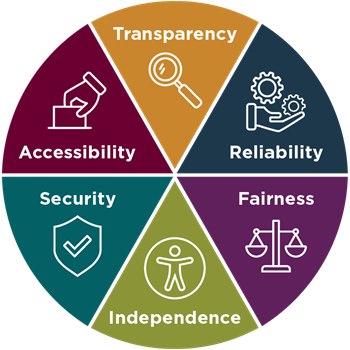 Transparency
Accessibility
Reliability
Security
Fairness
Independence